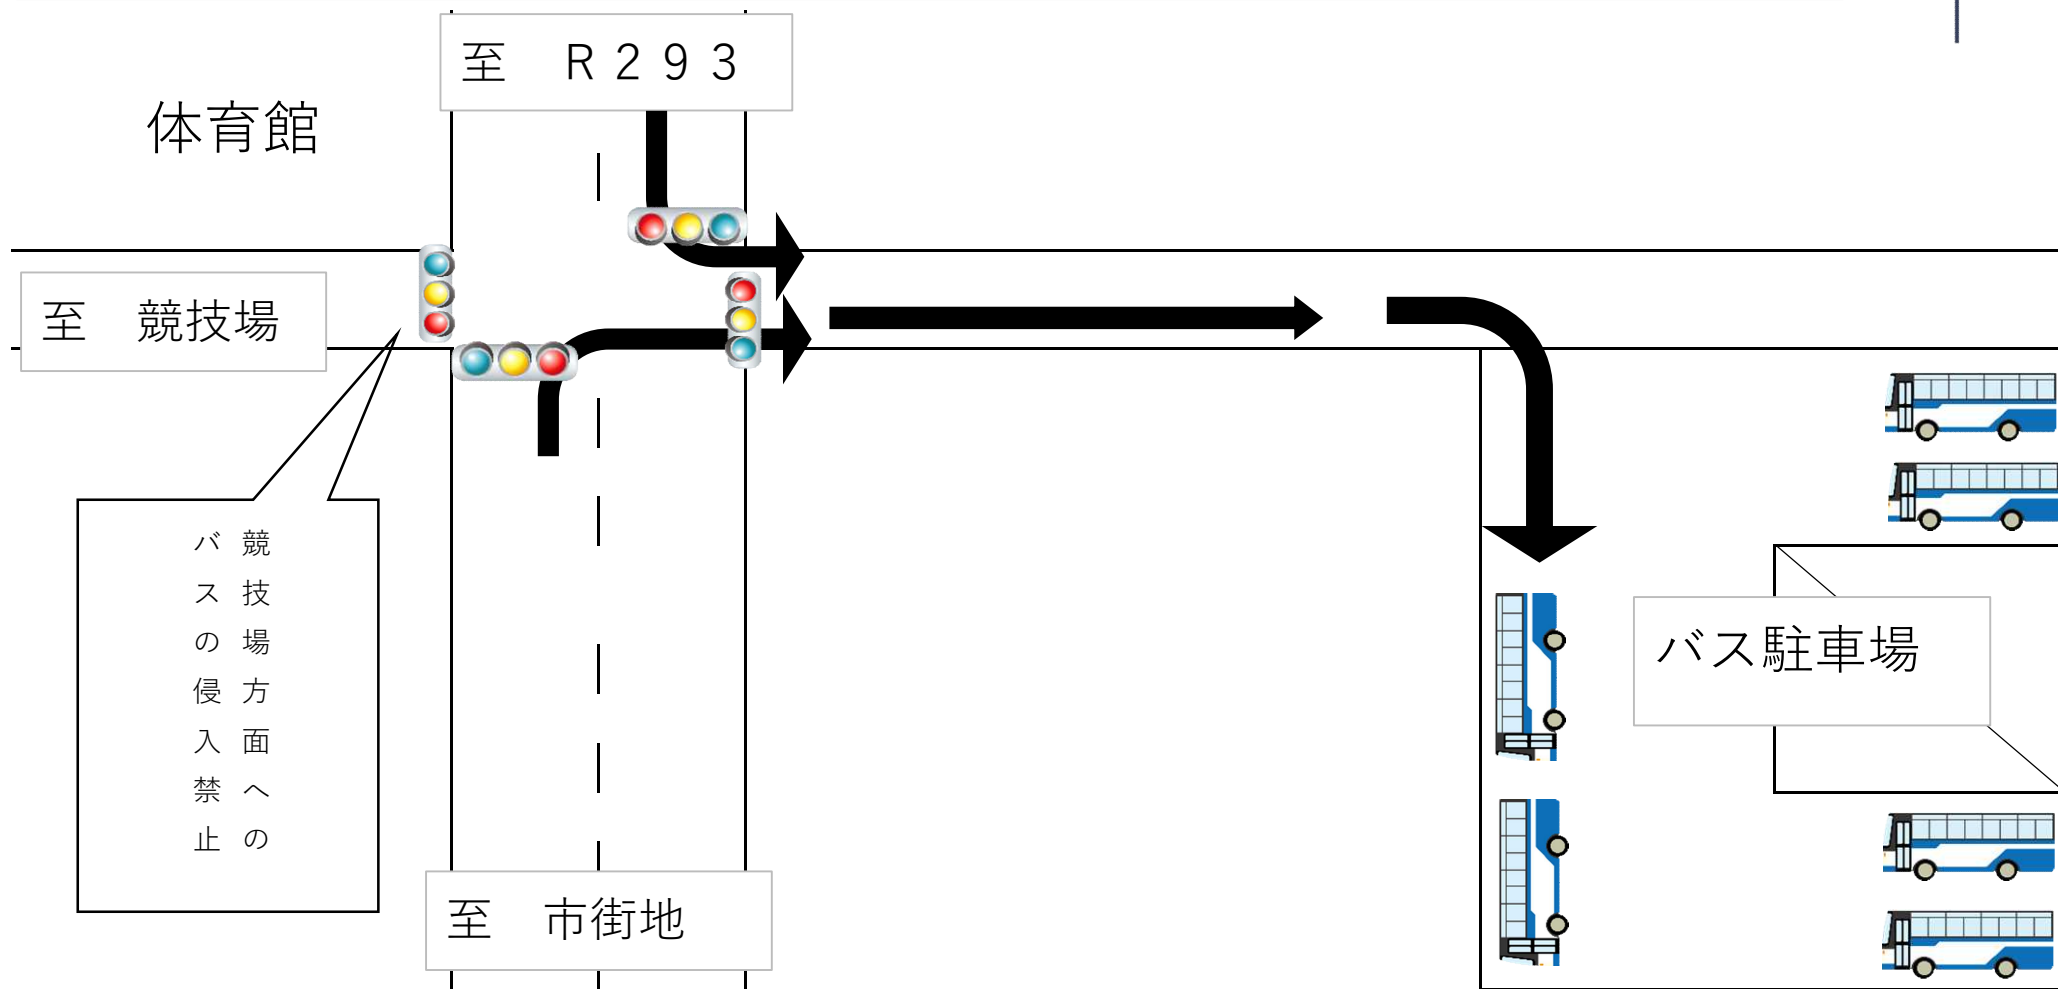 至　Ｒ２９３
体育館
至　競技場
競技場方面への
バスの侵入禁止
バス駐車場
至　市街地